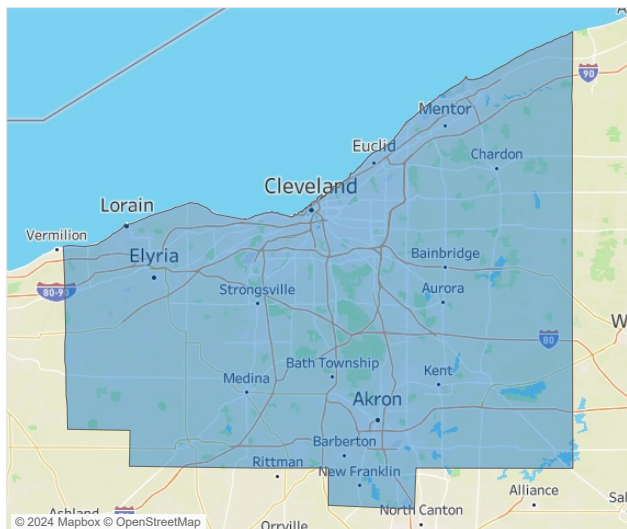 90
Mentor
Euclid
Chardon
Cleveland
Lorain
Vermilion
Elyria
Bainbridge
80-90
Strongsville
Aurora
W
80
Bath Township
Medina
Kent
Akron
Barberton
Rittman
New Franklin
Alliance
Sal
Ashland
North Canton
Orrville
© 2024 Mapbox © OpenStreetMap